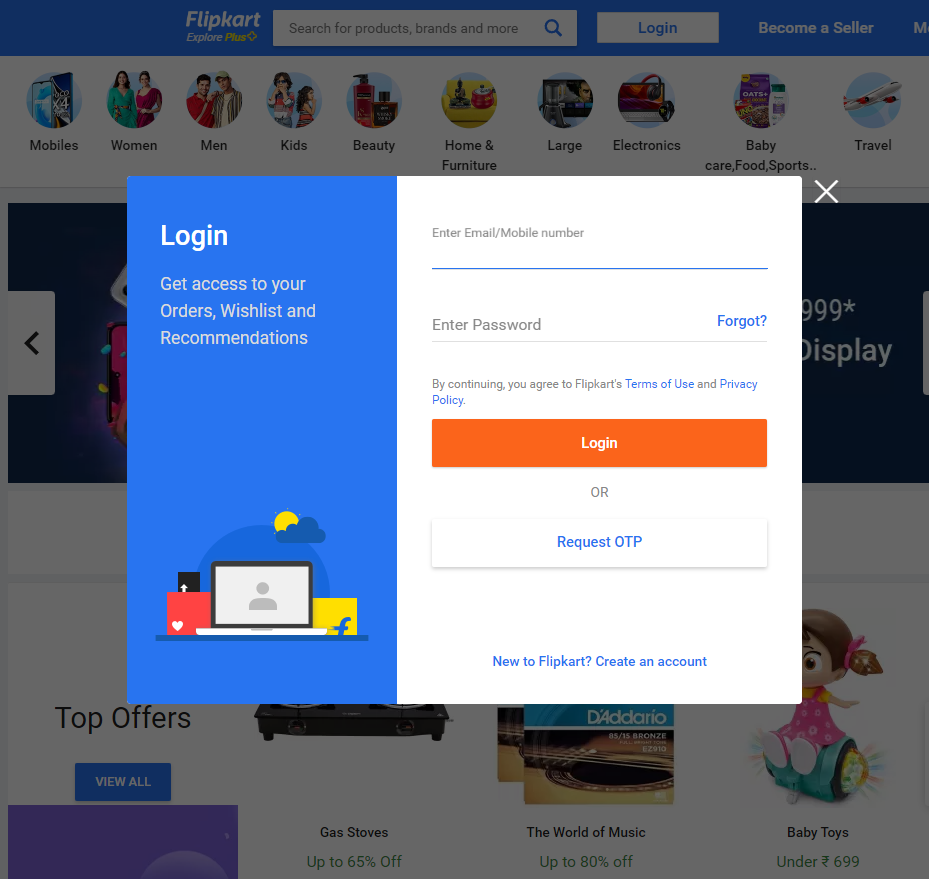 Flipkart
Explore Plus
Search for products, brands and more
Login
Become a Seller
Mobiles
Women
Men
Kids
Beauty
Home &
Furniture
Large
Electronics
Baby
care,Food,Sports..
Travel
Login
Get access to your
Orders, Wishlist and
Recommendations
Enter Email/Mobile number
Enter Password
Forgot?
By continuing, you agree to Flipkart's Terms of Use and Privacy
Policy.
Login
OR
Request OTP
New to Flipkart? Create an account
999*
Display
OATS+
Top Offers
VIEW ALL
D'Addario
85/15 BRONZE
EZ910
Gas Stoves
Up to 65% Off
The World of Music
Up to 80% off
Baby Toys
Under ₹ 699